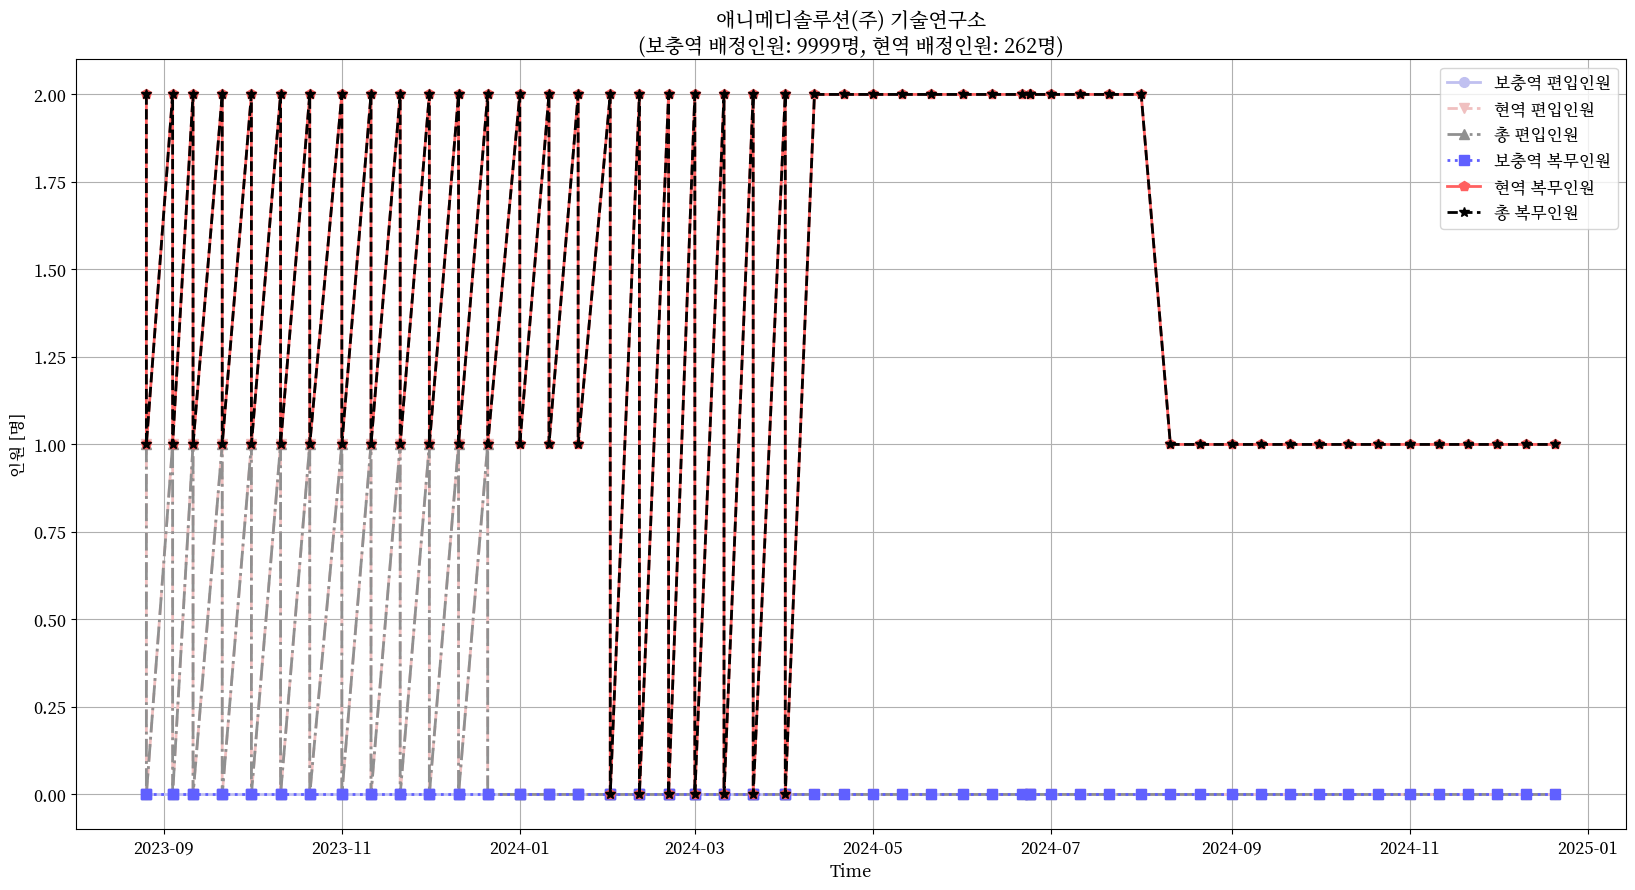 애니메디솔루션(주) 기술연구소
(보충역 배정인원: 9999명, 현역 배정인원: 262명)
보충역 편입인원
현역 편입인원
총 편입인원
보충역 복무인원
현역 복무인원
총 복무인원
인원 [명]
2.00
1.75
1.50
1.25
1.00
0.75
0.50
0.25
0.00
2023-09 2023-11 2024-01 2024-03 2024-05 2024-07 2024-09 2024-11 2025-01
Time